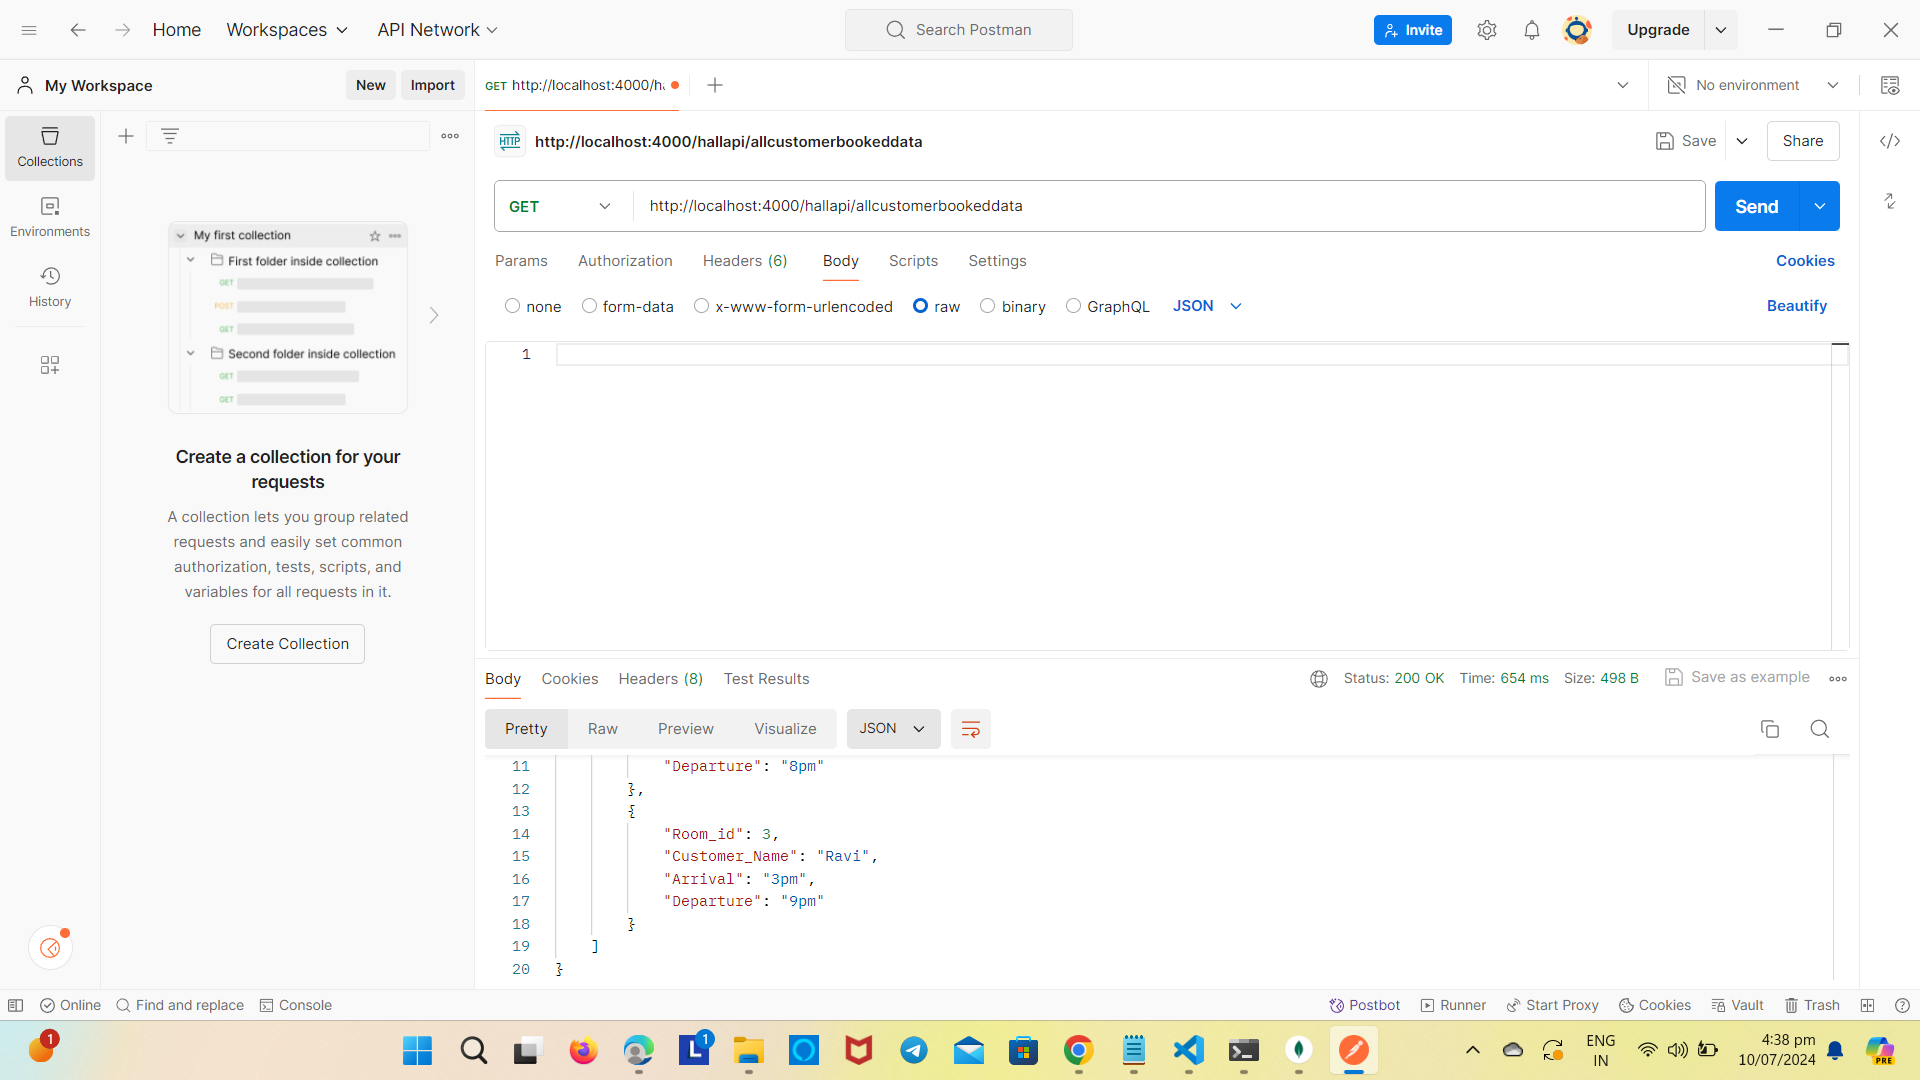 Home
Workspaces
API Network
Search Postman
Invite
Upgrade
My Workspace
New
Import
GET http://localhost:4000/h
No environment
Collections
Environments
History
My first collection
First folder inside collection
GET
POST
GET
Second folder inside collection
GET
GET
Create a collection for your
requests
A collection lets you group related
requests and easily set common
authorization, tests, scripts, and
variables for all requests in it.
Create Collection
HTTP
http://localhost:4000/hallapi/allcustomerbookeddata
Save
Share
GET
http://localhost:4000/hallapi/allcustomerbookeddata
Send
Params
Authorization
Headers (6)
Body
Scripts
Settings
Cookies
none
form-data
x-www-form-urlencoded
raw
binary
GraphQL
JSON
Beautify
1
Body
Cookies
Headers (8)
Test Results
Status: 200 OK
Time: 654 ms
Size: 498 B
Save as example
Pretty
Raw
Preview
Visualize
JSON
11 "Departure": "8pm"
12 },
13 {
14 "Room_id": 3,
15 "Customer_Name": "Ravi",
16 "Arrival": "3pm",
17 "Departure": "9pm"
18 }
19 ]
20 }
Online
Find and replace
Console
Postbot
Runner
Start Proxy
Cookies
Vault
Trash
1
L
1
ENG
IN
4:38 pm
10/07/2024
PRE